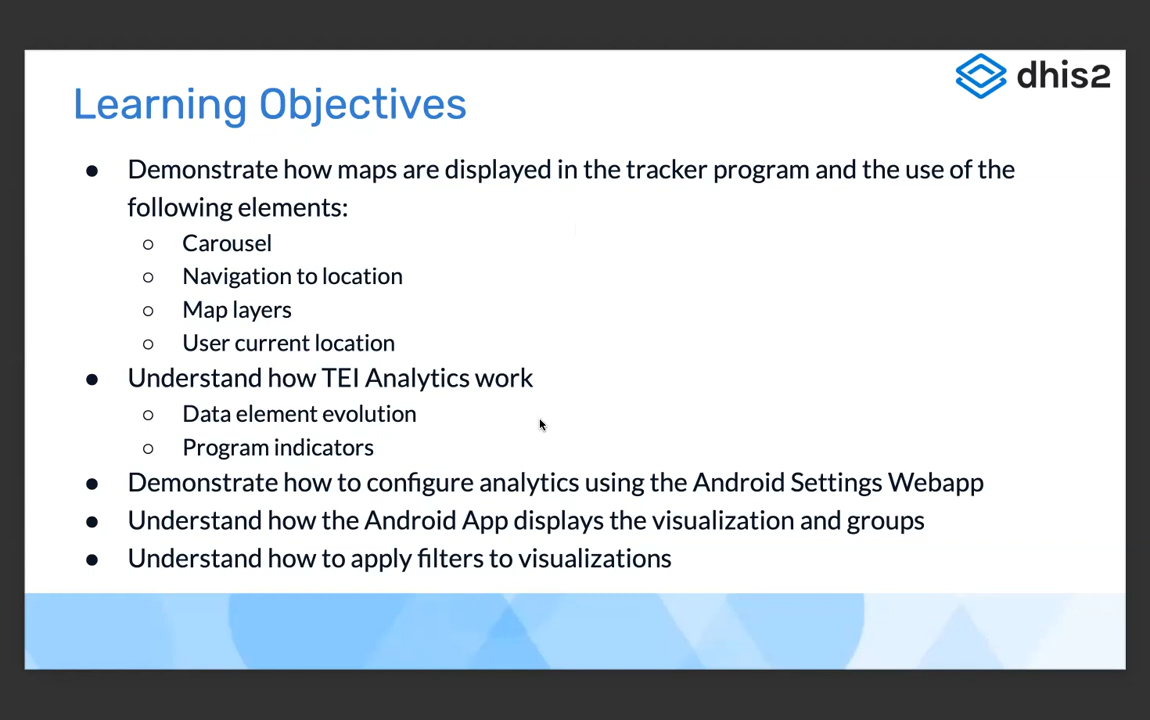 dhis2
Learning Objectives
● Demonstrate how maps are displayed in the tracker program and the use of the
following elements:
○ Carousel
○ Navigation to location
○ Map layers
○ User current location
● Understand how TEI Analytics work
○ Data element evolution
○ Program indicators
● Demonstrate how to configure analytics using the Android Settings Webapp
● Understand how the Android App displays the visualization and groups
● Understand how to apply filters to visualizations